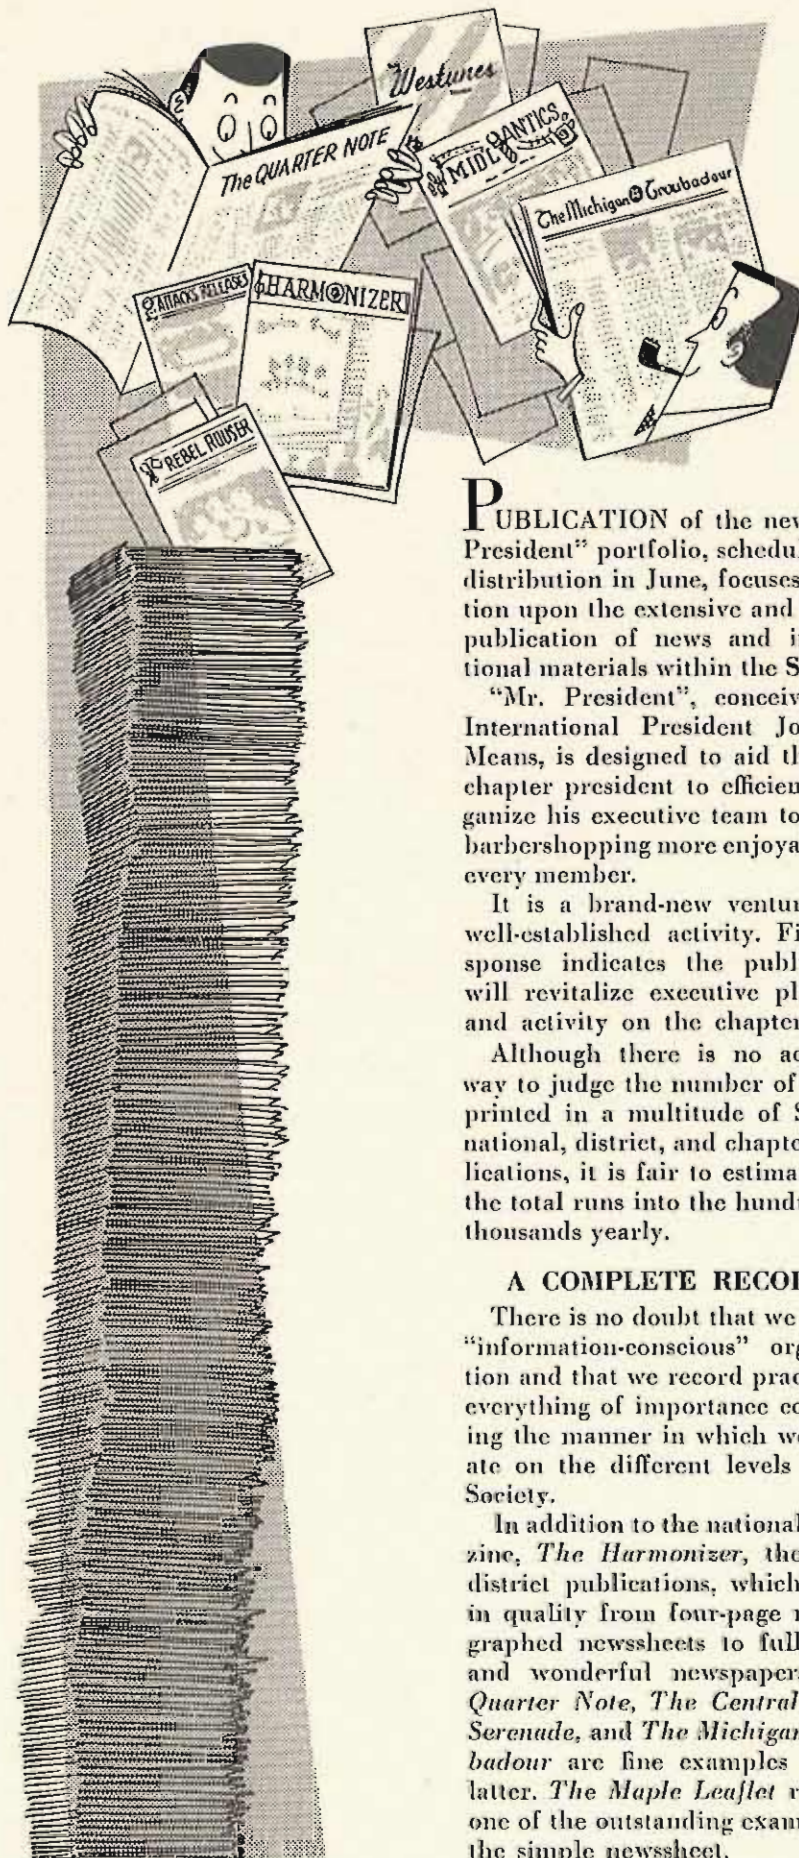 Westunes
The QUARTER NOTE
MIDL ANTICS
The Michigan Troubadour
ATTACKS RELEASES
HARMONIZER
REBEL ROUSER
PUBLICATION of the new
President" portfolio, schedu
distribution in June, focuses
tion upon the extensive and
publication of news and i
tional materials within the S
"Mr. President", conceiv
International President Jo
Means, is designed to aid th
chapter president to efficien
ganize his executive team to
barbershopping more enjoya
every member.
It is a brand-new ventur
well-established activity. Fi
sponse indicates the publ
will revitalize executive pl
and activity on the chapter
Although there is no ac
way to judge the number of
printed in a multitude of S
national, district, and chapte
lications, it is fair to estima
the total runs into the hund
thousands yearly.
A COMPLETE RECO
There is no doubt that we
"information-conscious" org
tion and that we record prac
everything of importance co
ing the manner in which we
ate on the different levels
Society.
In addition to the national
zine, The Harmonizer, the
district publications, which
in quality from four-page
graphed newssheets to full
and wonderful newspaper
Quarter Note, The Central
Serenade, and The Michigan
badour are fine examples
latter. The Maple Leaflet
one of the outstanding exam
the simple newssheet.